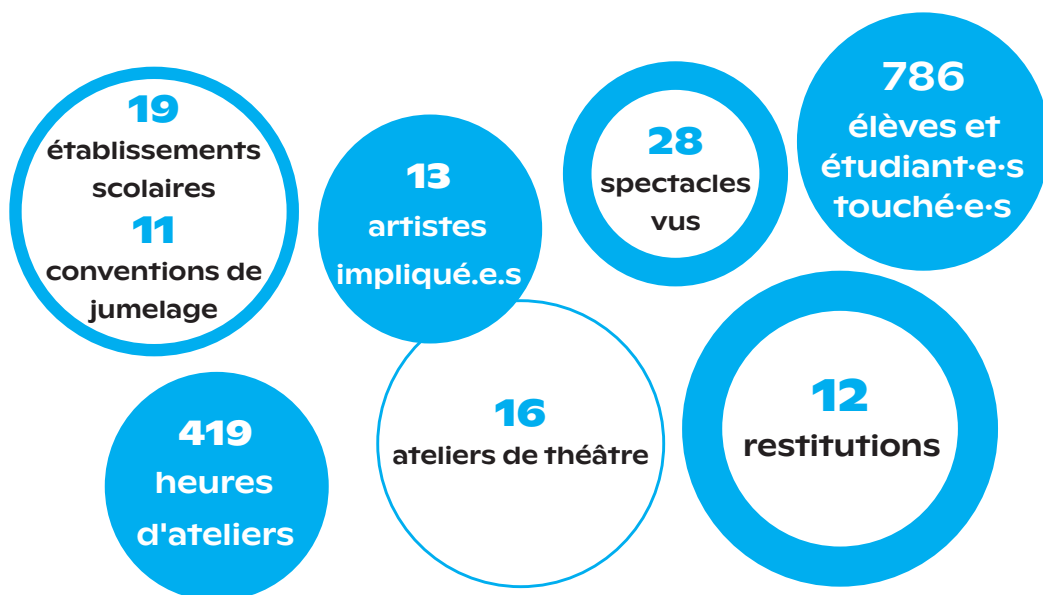 19
établissements
scolaires
11
conventions de
jumelage
13
artistes
impliqué.e.s
28
spectacles
vus
786
élèves et
étudiant·e·s
touché·e·s
419
heures
d'ateliers
16
ateliers de théâtre
12
restitutions